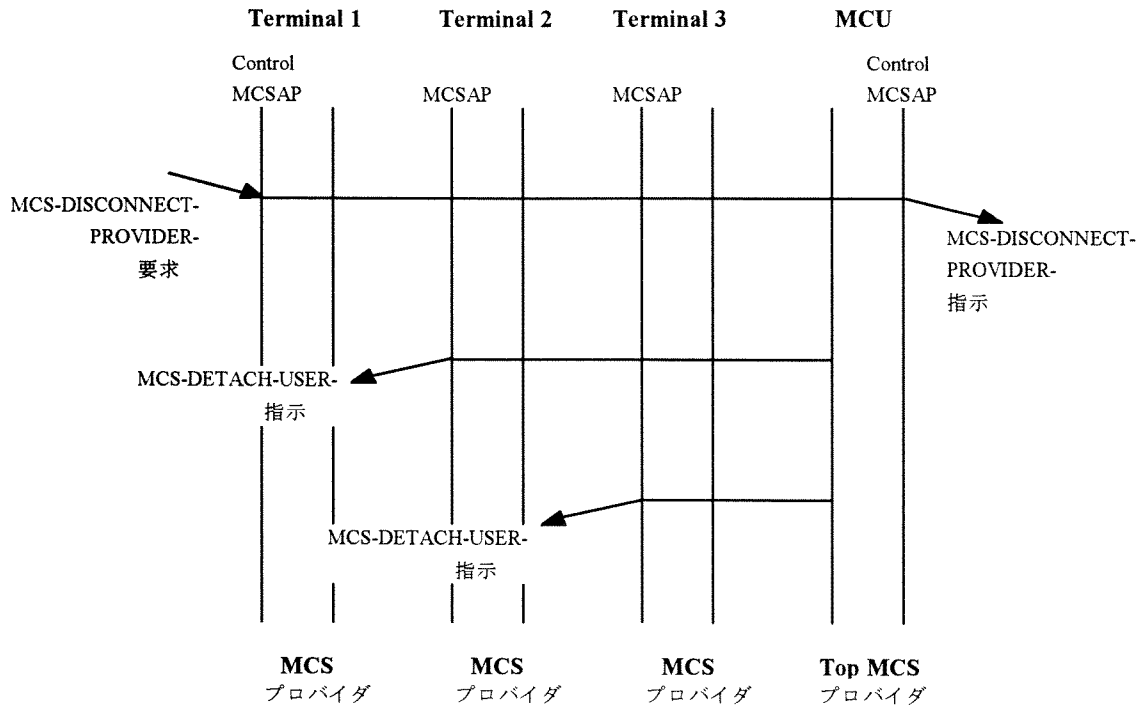 Terminal 1 Terminal 2 Terminal 3 MCU
Control Control
MCSAP MCSAP MCSAP MCSAP
MCS-DISCONNECT-
PROVIDER-
要求
MCS-DISCONNECT-
PROVIDER-
指示
MCS-DETACH-USER-
指示
MCS-DETACH-USER-
指示
MCS MCS MCS Top MCS
プロバイダ プロバイダ プロバイダ プロバイダ